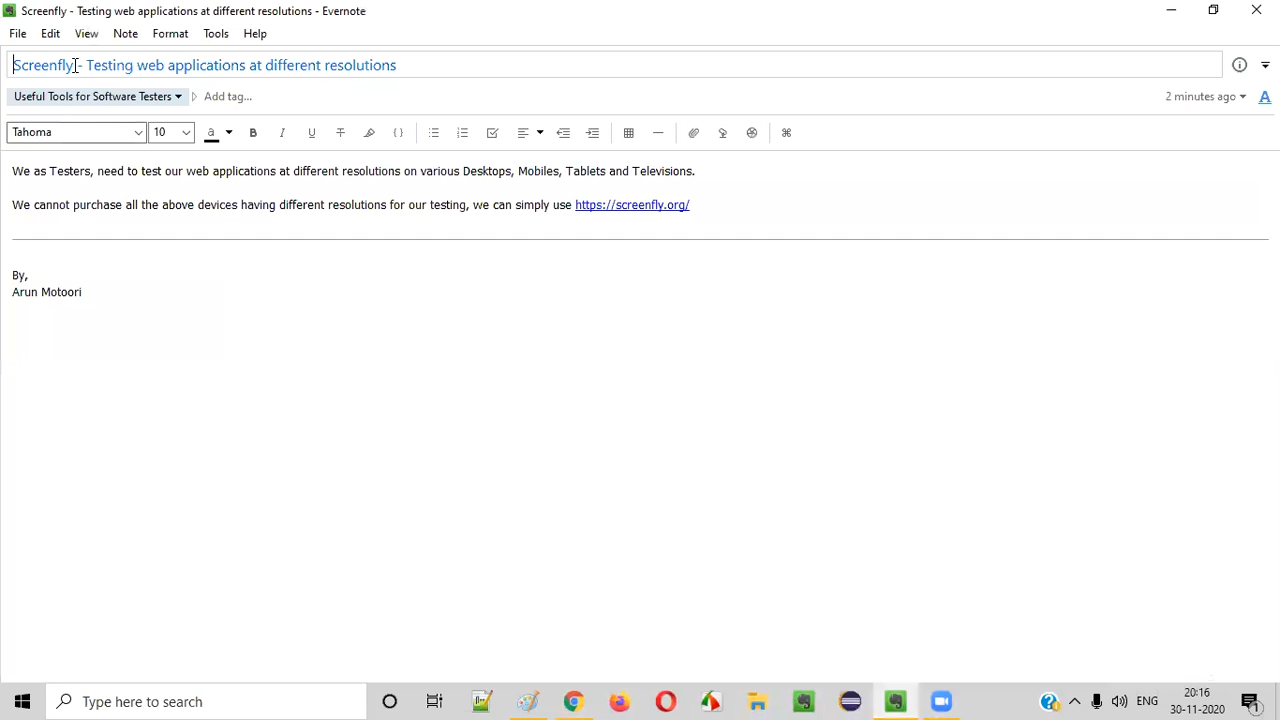 Screenfly - Testing web applications at different resolutions - Evernote
File Edit View Note Format Tools Help
Screenfly - Testing web applications at different resolutions
Useful Tools for Software Testers Add tag... 2 minutes ago
Tahoma 10
We as Testers, need to test our web applications at different resolutions on various Desktops, Mobiles, Tablets and Televisions.
We cannot purchase all the above devices having different resolutions for our testing, we can simply use https://screenfly.org/
By,
Arun Motoori
Type here to search
ENG
20:16
30-11-2020